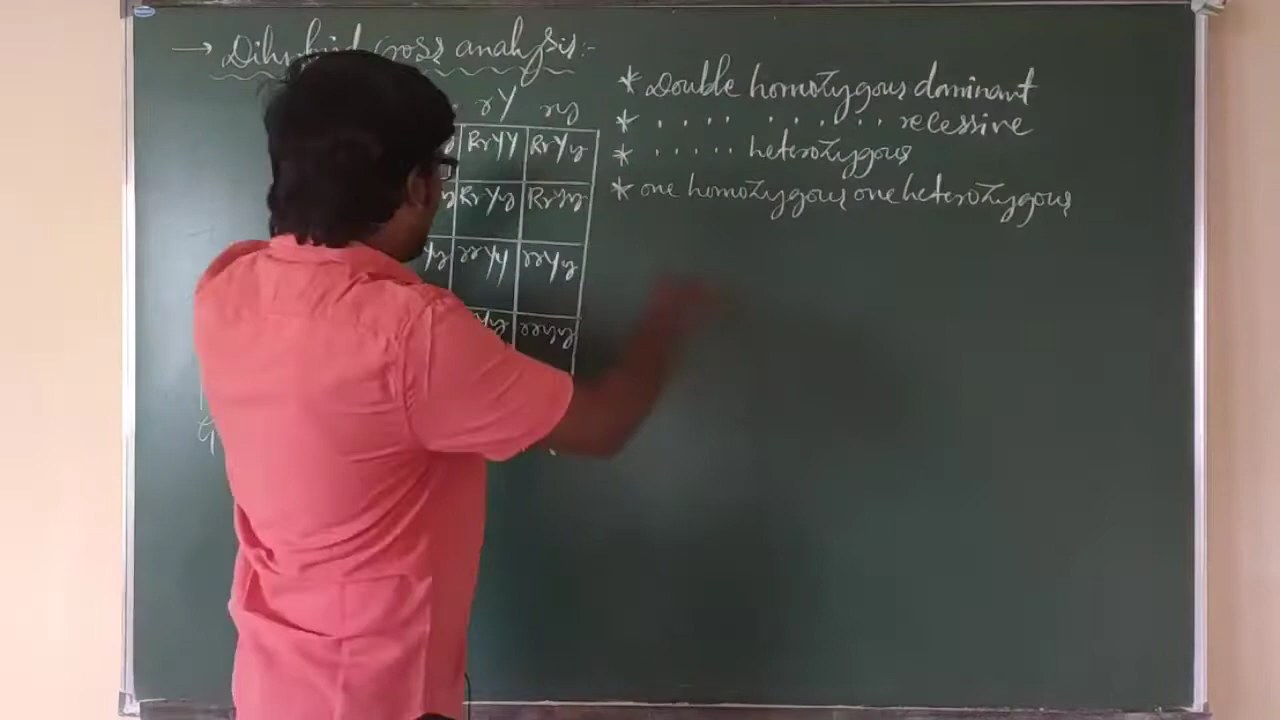 → Dihybrid cross analysis:-
rY ry
RrYY RrYy
RrYy Rryy
Yy rrYY rrYy
rryy
* Double homozygous dominant
* .... ...... recessive
* ..... heterozygous
* one homozygous one heterozygous